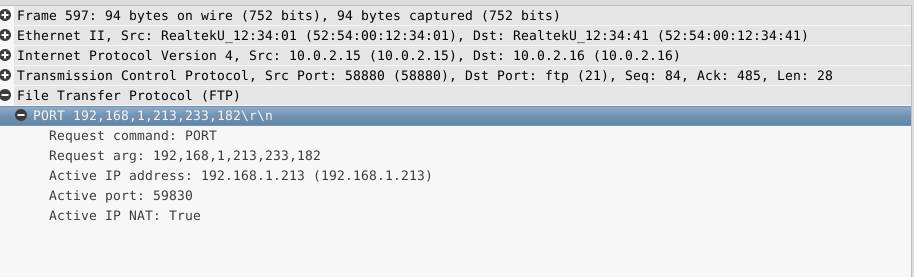 Frame 597: 94 bytes on wire (752 bits), 94 bytes captured (752 bits)
Ethernet II, Src: RealtekU_12:34:01 (52:54:00:12:34:01), Dst: RealtekU_12:34:41 (52:54:00:12:34:41)
Internet Protocol Version 4, Src: 10.0.2.15 (10.0.2.15), Dst: 10.0.2.16 (10.0.2.16)
Transmission Control Protocol, Src Port: 58880 (58880), Dst Port: ftp (21), Seq: 84, Ack: 485, Len: 28
File Transfer Protocol (FTP)
PORT 192,168,1,213,233,182\r\n
Request command: PORT
Request arg: 192,168,1,213,233,182
Active IP address: 192.168.1.213 (192.168.1.213)
Active port: 59830
Active IP NAT: True